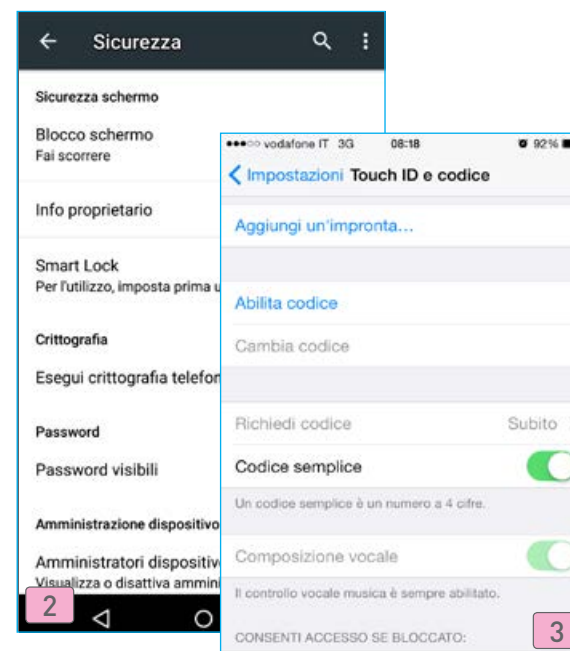 Sicurezza
Sicurezza schermo
Blocco schermo
Fai scorrere
Info proprietario
Smart Lock
Per l'utilizzo, imposta prima u
Crittografia
Esegui crittografia telefon
Password
Password visibili
Amministrazione dispositivo
Amministratori dispositiv
Visualizza o disattiva ammini
2
vodafone IT 3G 08:18 92%
Impostazioni Touch ID e codice
Aggiungi un'impronta...
Abilita codice
Cambia codice
Richiedi codice Subito
Codice semplice
Un codice semplice è un numero a 4 cifre.
Composizione vocale
Il controllo vocale musica è sempre abilitato.
CONSENTI ACCESSO SE BLOCCATO:
3